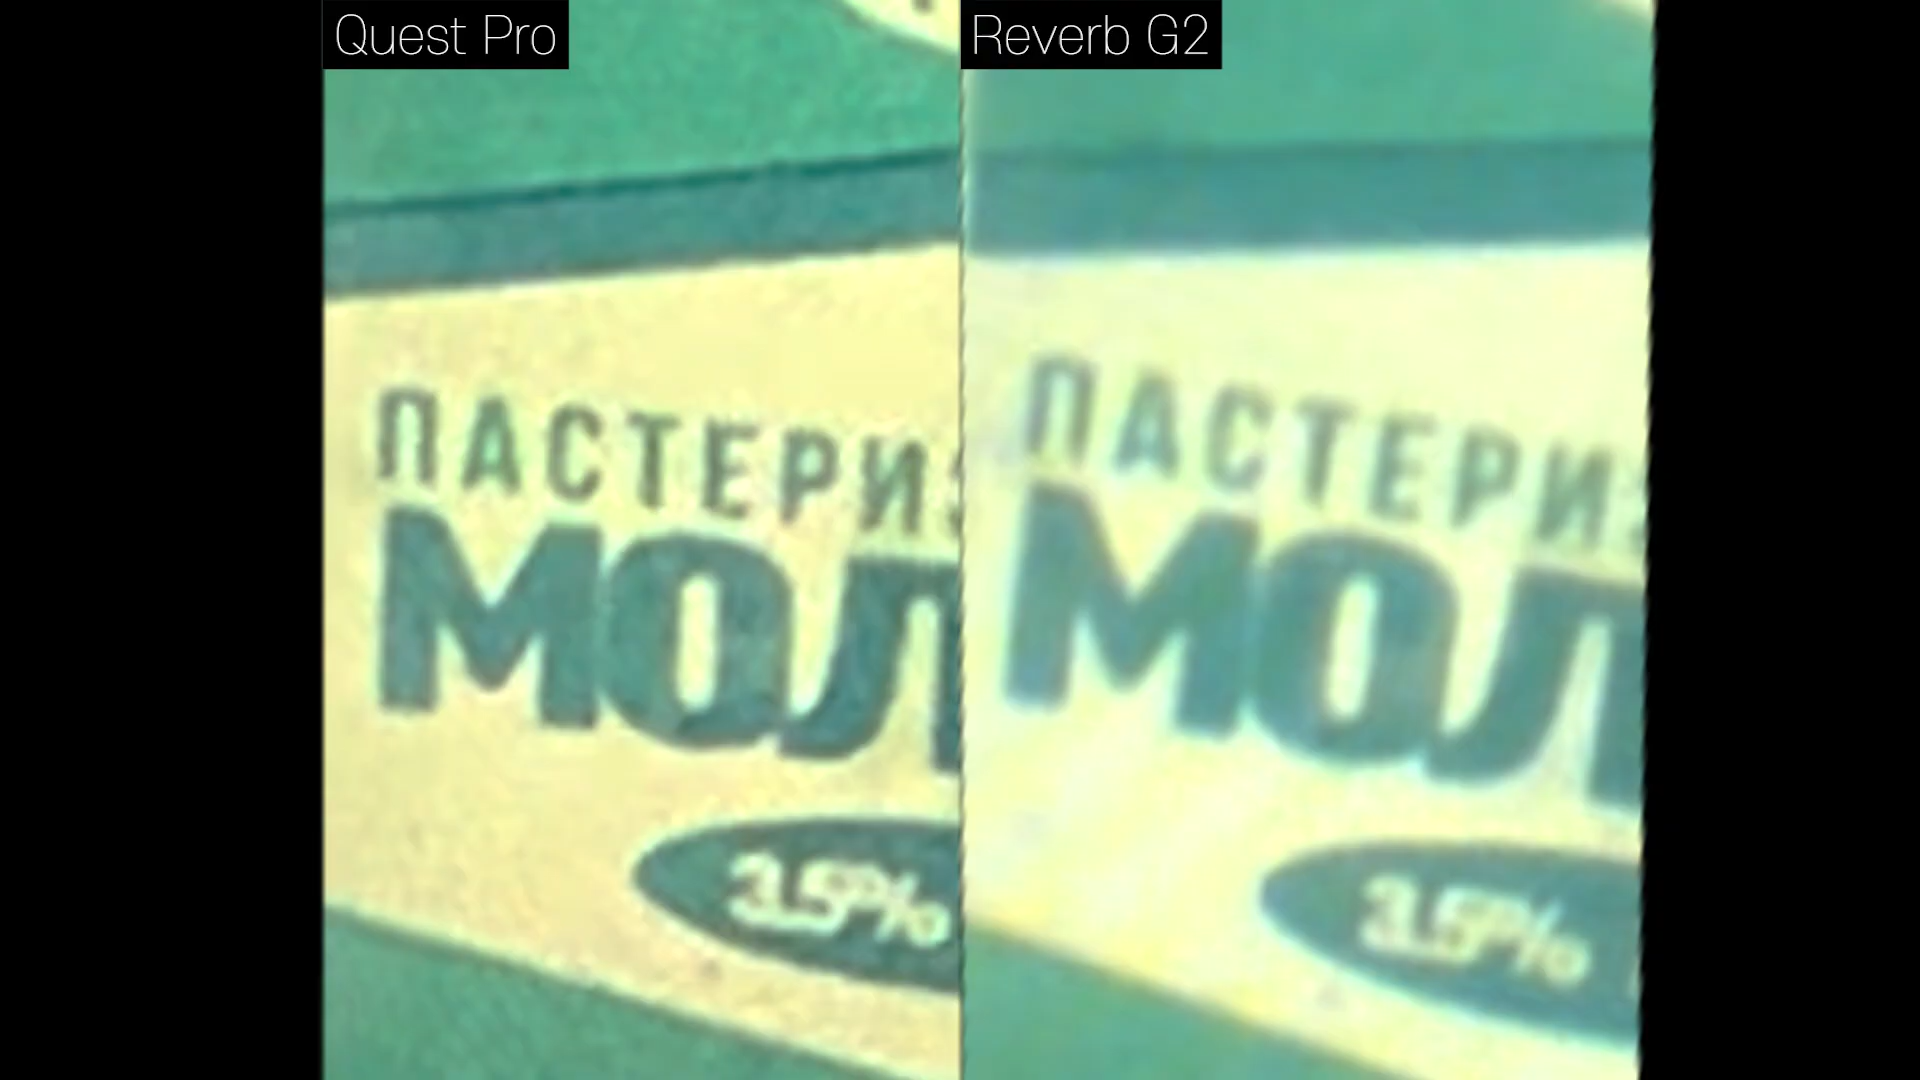 Quest Pro
Reverb G2
ПАСТЕРИ
МОЛ
3.5%
ПАСТЕРИ
МОЛ
3.5%